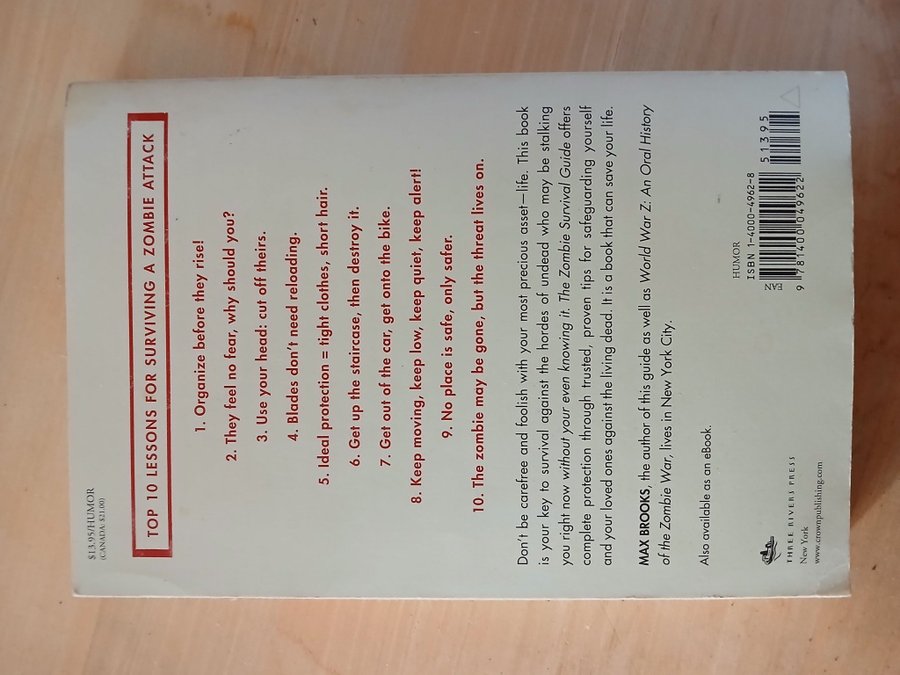 $13.95/HUMOR
(CANADA: $21.00)
TOP 10 LESSONS FOR SURVIVING A ZOMBIE ATTACK
1. Organize before they rise!
2. They feel no fear, why should you?
3. Use your head: cut off theirs.
4. Blades don't need reloading.
5. Ideal protection = tight clothes, short hair.
6. Get up the staircase, then destroy it.
7. Get out of the car, get onto the bike.
8. Keep moving, keep low, keep quiet, keep alert!
9. No place is safe, only safer.
10. The zombie may be gone, but the threat lives on.
Don't be carefree and foolish with your most precious asset—life. This book
is your key to survival against the hordes of undead who may be stalking
you right now without your even knowing it. The Zombie Survival Guide offers
complete protection through trusted, proven tips for safeguarding yourself
and your loved ones against the living dead. It is a book that can save your life.
MAX BROOKS, the author of this guide as well as World War Z: An Oral History
of the Zombie War, lives in New York City.
Also available as an eBook.
THREE RIVERS PRESS
New York
www.crownpublishing.com
HUMOR
ISBN 1-4000-4962-8
51395
EAN
9 781400 049622